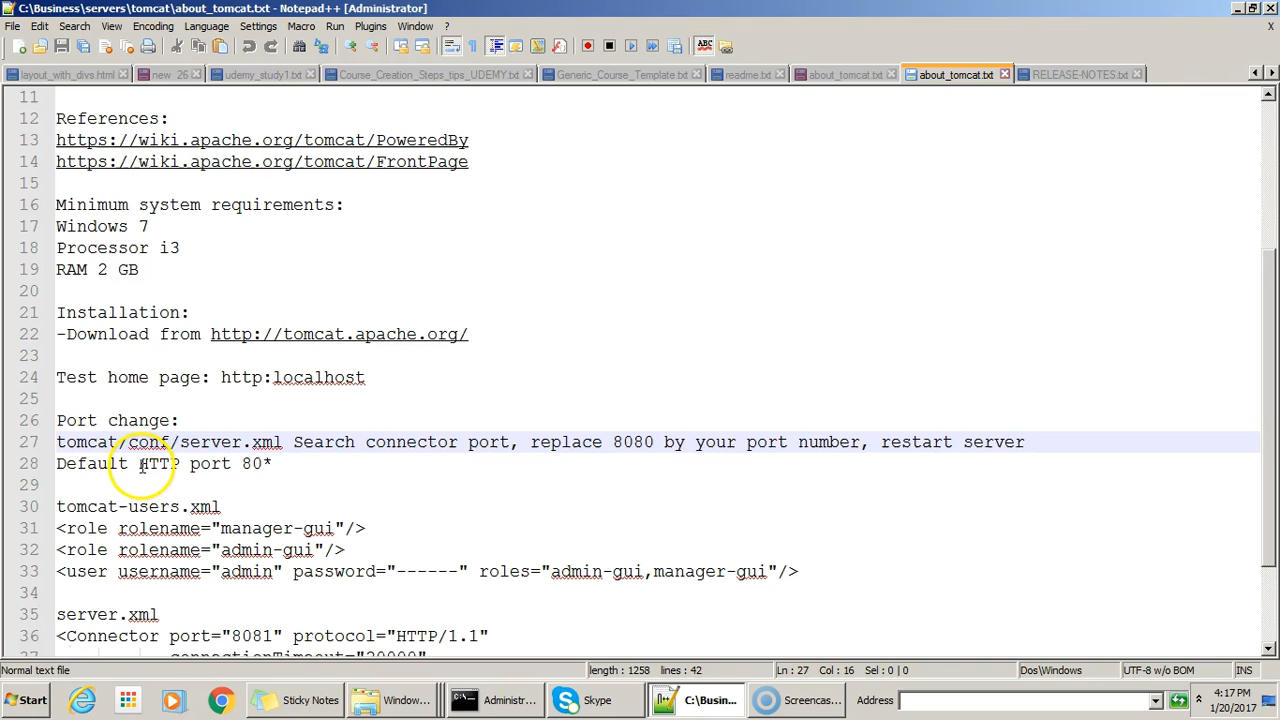 C:\Business\servers\tomcat\about_tomcat.txt - Notepad++ [Administrator]
File Edit Search View Encoding Language Settings Macro Run Plugins Window ? X
ABC
layout_with_divs.html new 26 udemy_study1.txt Course_Creation_Steps_tips_UDEMY.txt Generic_Course_Template.txt readme.txt about_tomcat.txt about_tomcat.txt RELEASE-NOTES.txt
11
12 References:
13 https://wiki.apache.org/tomcat/PoweredBy
14 https://wiki.apache.org/tomcat/FrontPage
15
16 Minimum system requirements:
17 Windows 7
18 Processor i3
19 RAM 2 GB
20
21 Installation:
22 -Download from http://tomcat.apache.org/
23
24 Test home page: http:localhost
25
26 Port change:
27 tomcat/conf/server.xml Search connector port, replace 8080 by your port number, restart server
28 Default HTTP port 80*
29
30 tomcat-users.xml
31 <role rolename="manager-gui"/>
32 <role rolename="admin-gui"/>
33 <user username="admin" password="------" roles="admin-gui,manager-gui"/>
34
35 server.xml
36 <Connector port="8081" protocol="HTTP/1.1"
37 connectionTimeout="20000"
Normal text file length : 1258 lines : 42 Ln : 27 Col : 16 Sel : 0 | 0 Dos\Windows UTF-8 w/o BOM INS
Start Sticky Notes Window... Administr... Skype C:\Busin... Screencas... Address 4:17 PM
1/20/2017